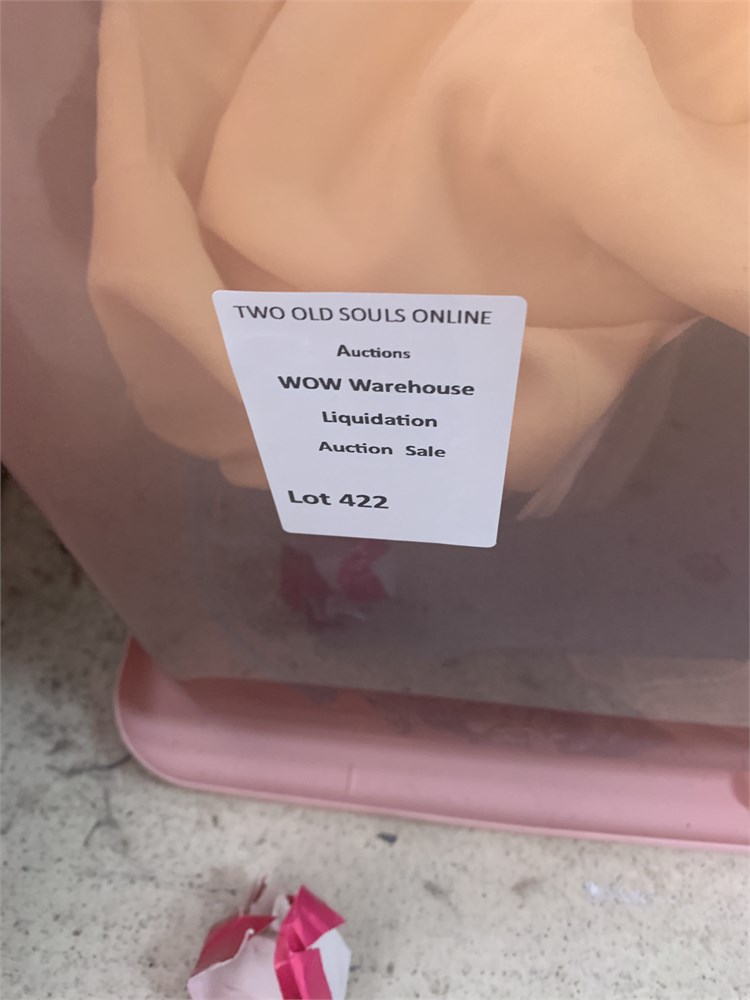 TWO OLD SOULS ONLINE
Auctions
WOW Warehouse
Liquidation
Auction Sale
Lot 422